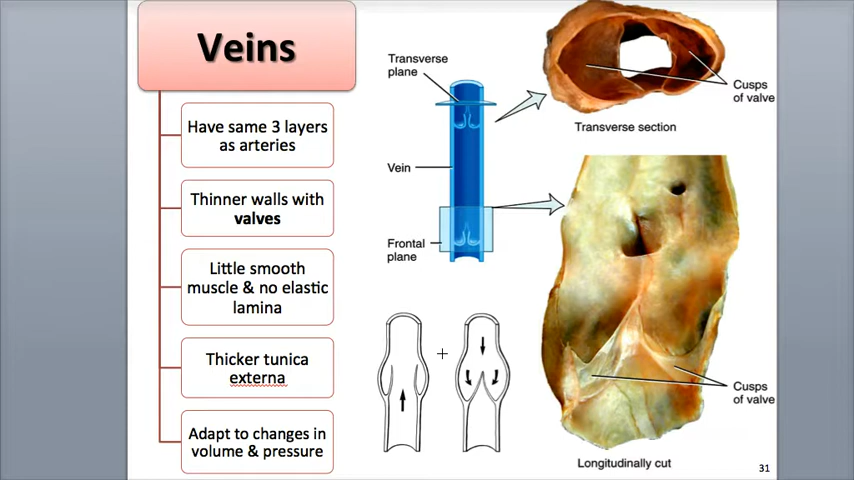 Veins
Have same 3 layers
as arteries
Thinner walls with
valves
Little smooth
muscle & no elastic
lamina
Thicker tunica
externa
Adapt to changes in
volume & pressure
Transverse
plane
Vein
Frontal
plane
Cusps
of valve
Transverse section
Cusps
of valve
Longitudinally cut
31